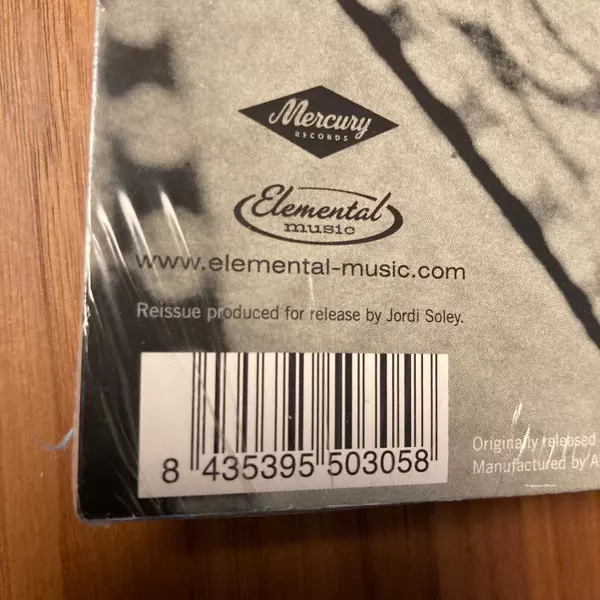 Mercury
RECORDS
Elemental
music
www.elemental-music.com
Reissue produced for release by Jordi Soley.
8 435395 503058
Originally released
Manufactured by